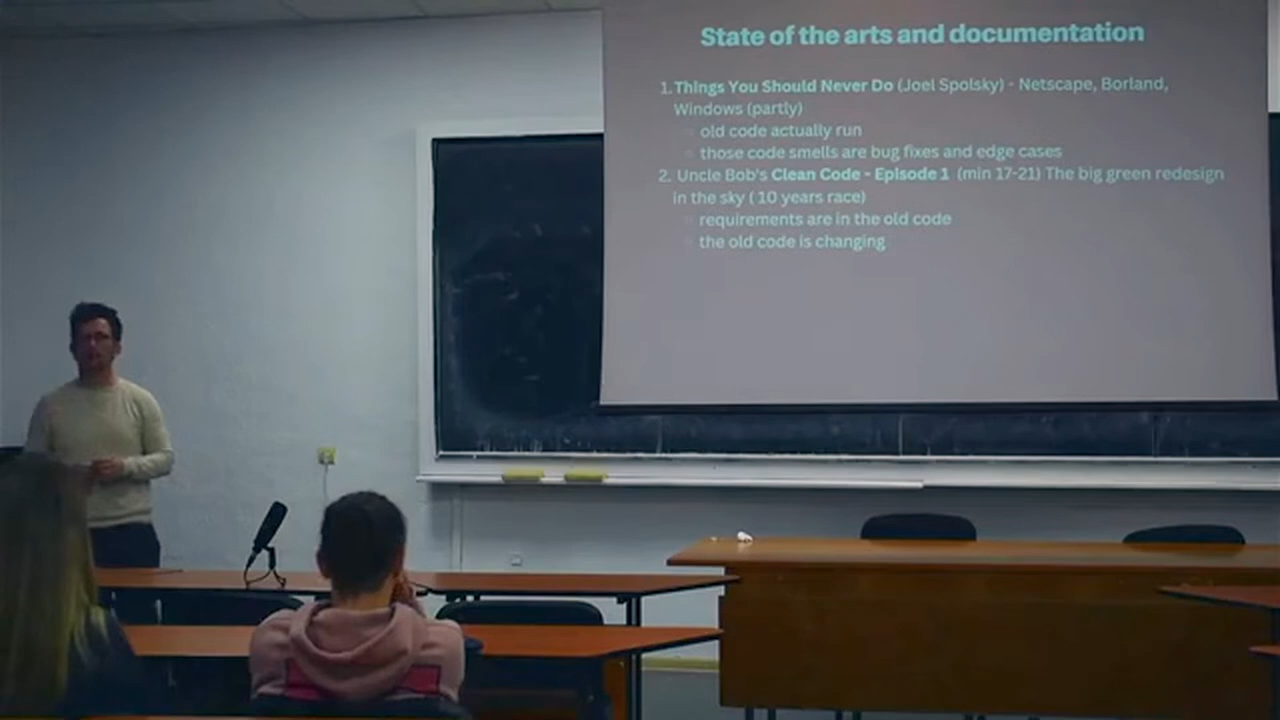 State of the arts and documentation
1. Things You Should Never Do (Joel Spolsky) - Netscape, Borland,
Windows (partly)
old code actually run
those code smells are bug fixes and edge cases
2. Uncle Bob's Clean Code - Episode 1 (min 17-21) The big green redesign
in the sky ( 10 years race)
requirements are in the old code
the old code is changing